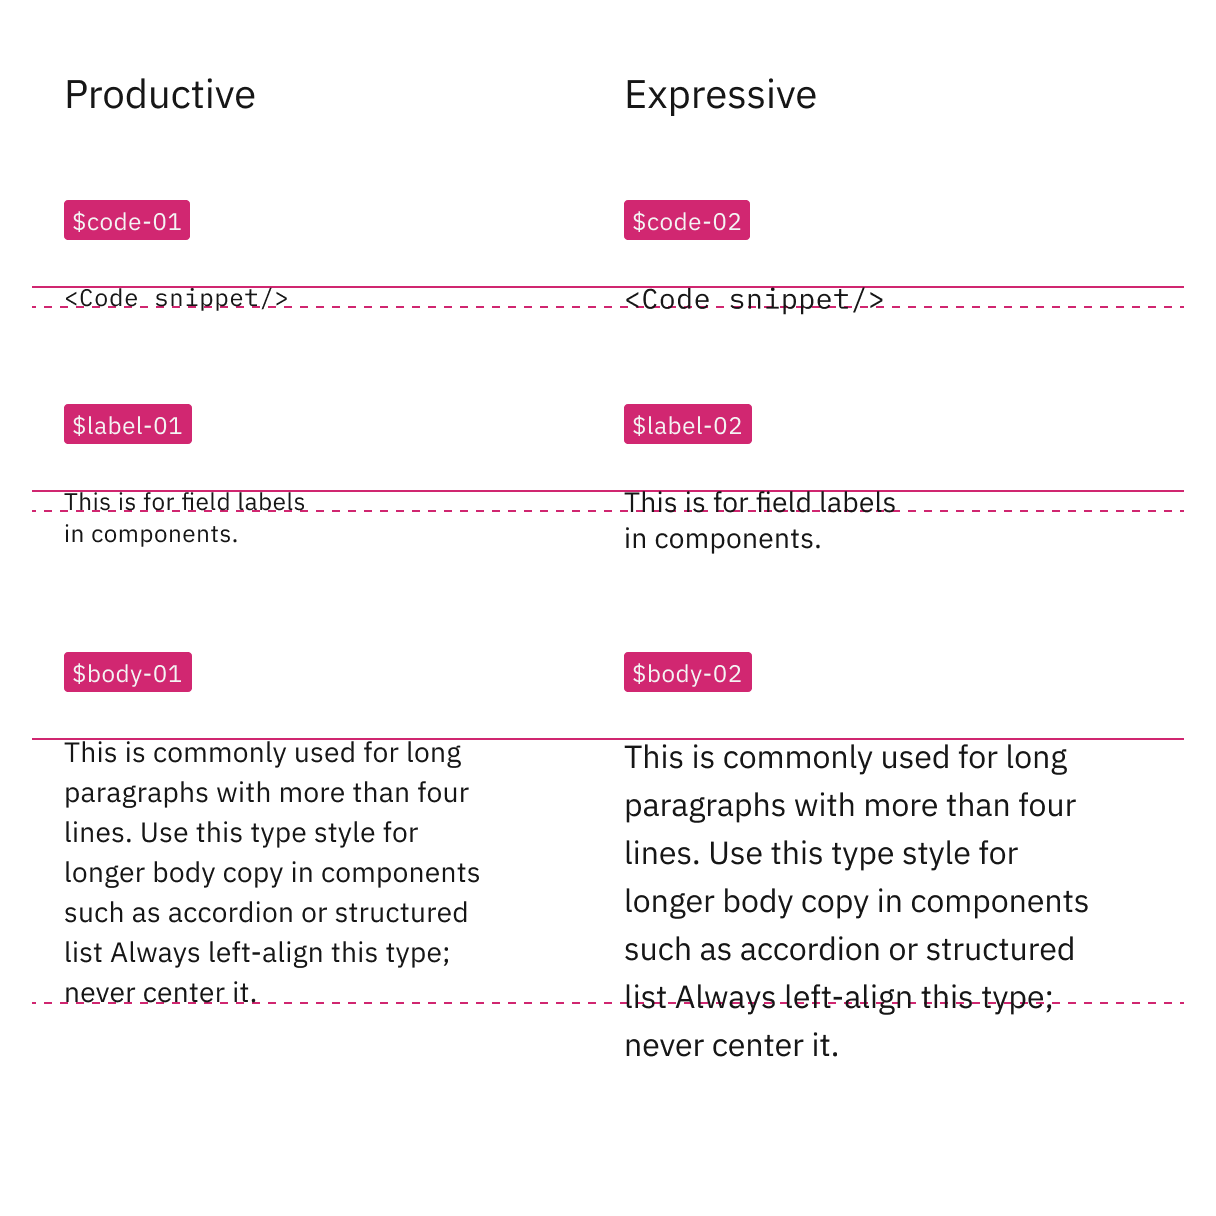 Productive
Expressive
$code-01
$code-02
<Code snippet/>
<Code snippet/>
$label-01
$label-02
This is for field labels
in components.
This is for field labels
in components.
$body-01
$body-02
This is commonly used for long
paragraphs with more than four
lines. Use this type style for
longer body copy in components
such as accordion or structured
list Always left-align this type;
never center it.
This is commonly used for long
paragraphs with more than four
lines. Use this type style for
longer body copy in components
such as accordion or structured
list Always left-align this type;
never center it.